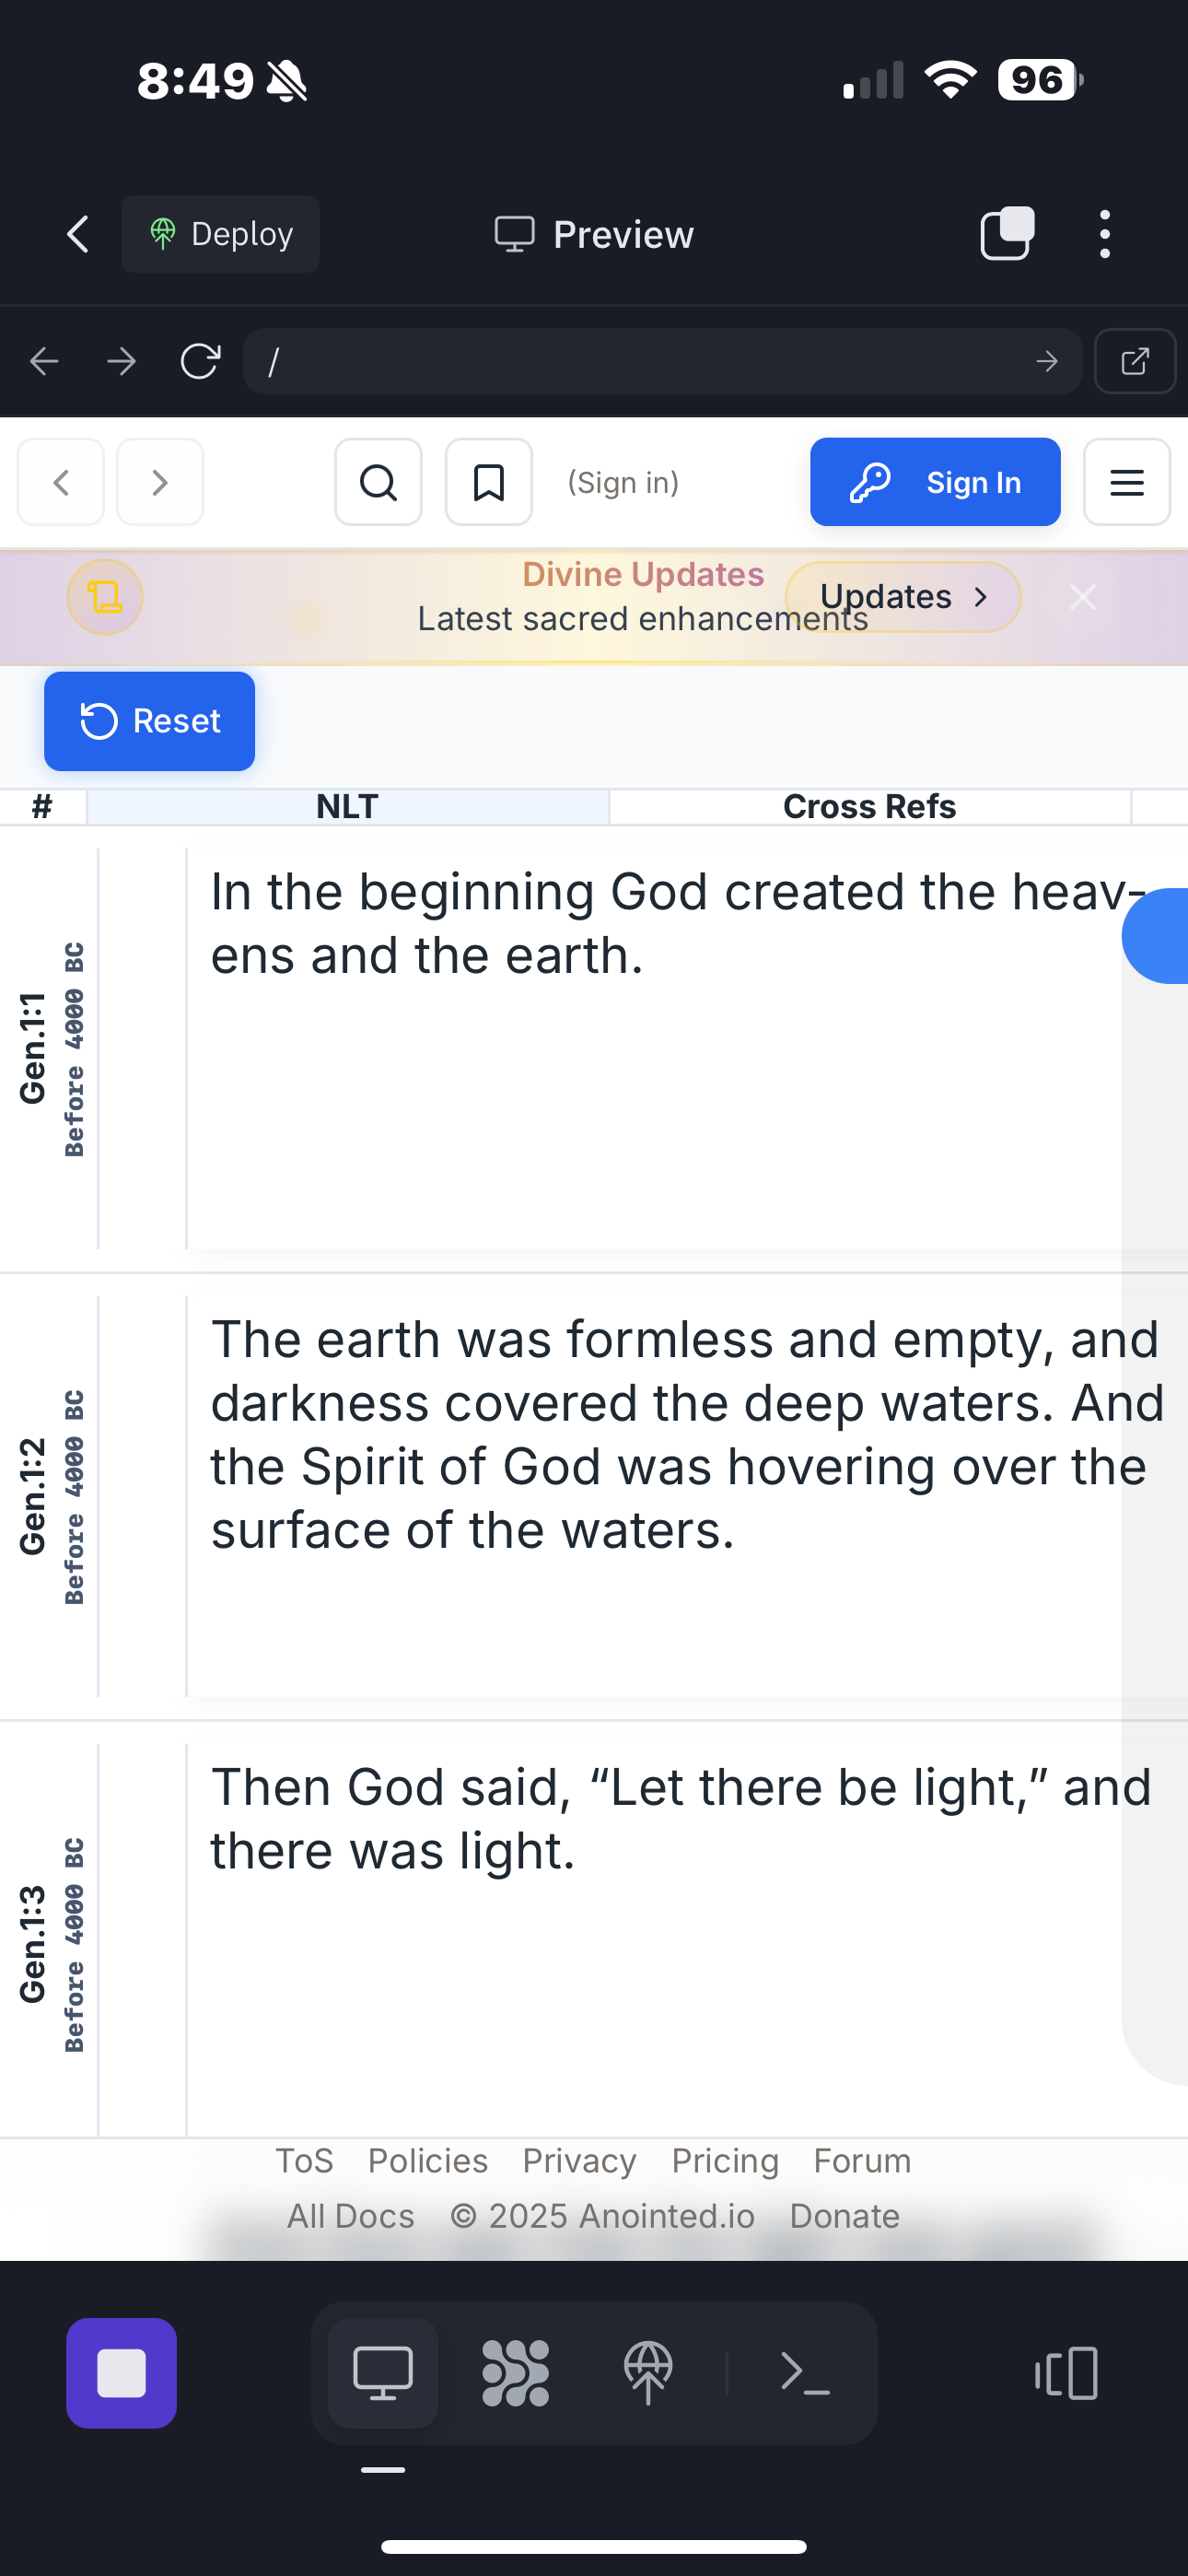 8:49
96
Deploy
Preview
/
(Sign in)
Sign In
Divine Updates
Latest sacred enhancements
Updates
Reset
# NLT Cross Refs
Gen.1:1
Before 4000 BC
In the beginning God created the heav-
ens and the earth.
Gen.1:2
Before 4000 BC
The earth was formless and empty, and
darkness covered the deep waters. And
the Spirit of God was hovering over the
surface of the waters.
Gen.1:3
Before 4000 BC
Then God said, “Let there be light,” and
there was light.
ToS Policies Privacy Pricing Forum
All Docs © 2025 Anointed.io Donate